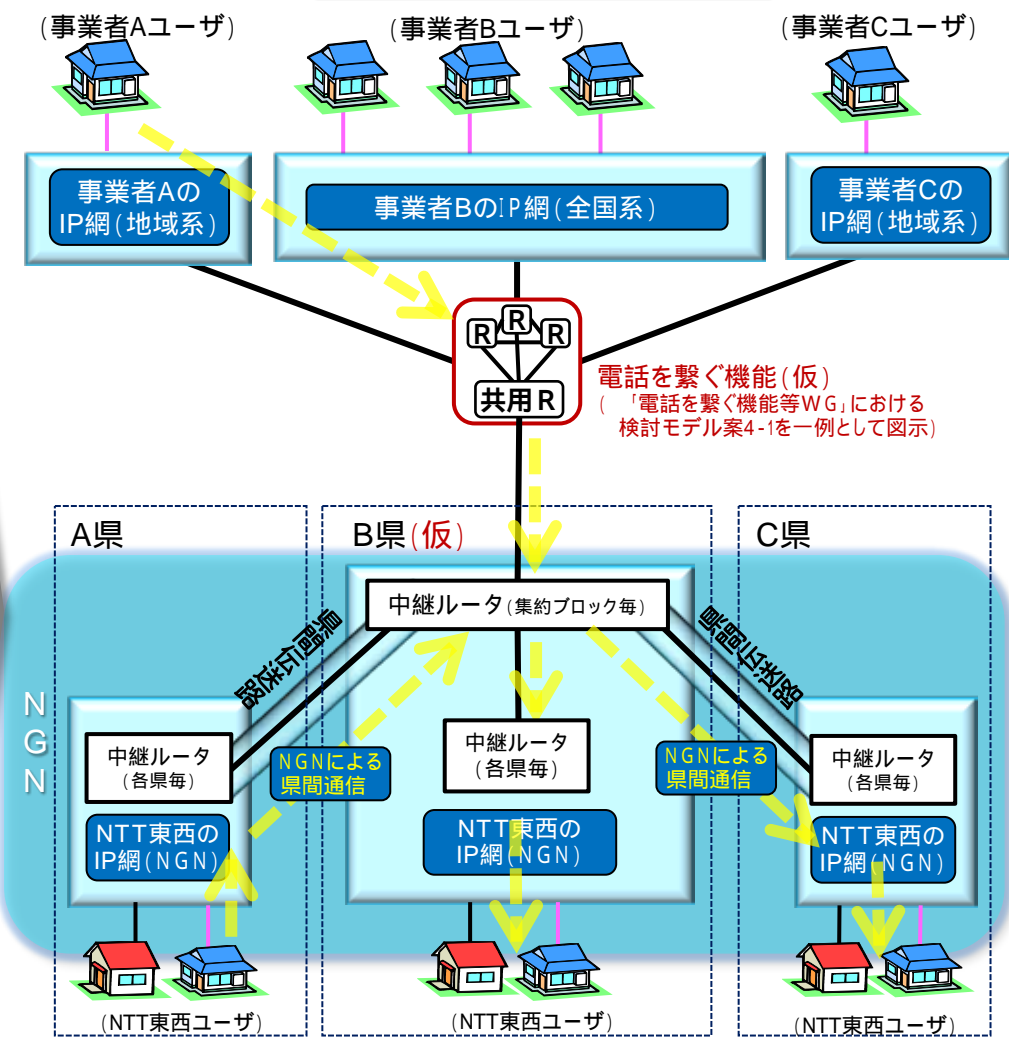 (事業者Aユーザ)
(事業者Bユーザ)
(事業者Cユーザ)
事業者Aの
IP網(地域系)
事業者BのIP網(全国系)
事業者Cの
IP網(地域系)
R
R
R
共用R
電話を繋ぐ機能(仮)
( 「電話を繋ぐ機能等WG」における
検討モデル案4-1を一例として図示)
A県
B県(仮)
C県
中継ルータ(集約ブロック毎)
県間伝送路
県間伝送路
NGN
中継ルータ
(各県毎)
NGNによる
県間通信
中継ルータ
(各県毎)
NGNによる
県間通信
中継ルータ
(各県毎)
NTT東西の
IP網(NGN)
NTT東西の
IP網(NGN)
NTT東西の
IP網(NGN)
(NTT東西ユーザ)
(NTT東西ユーザ)
(NTT東西ユーザ)